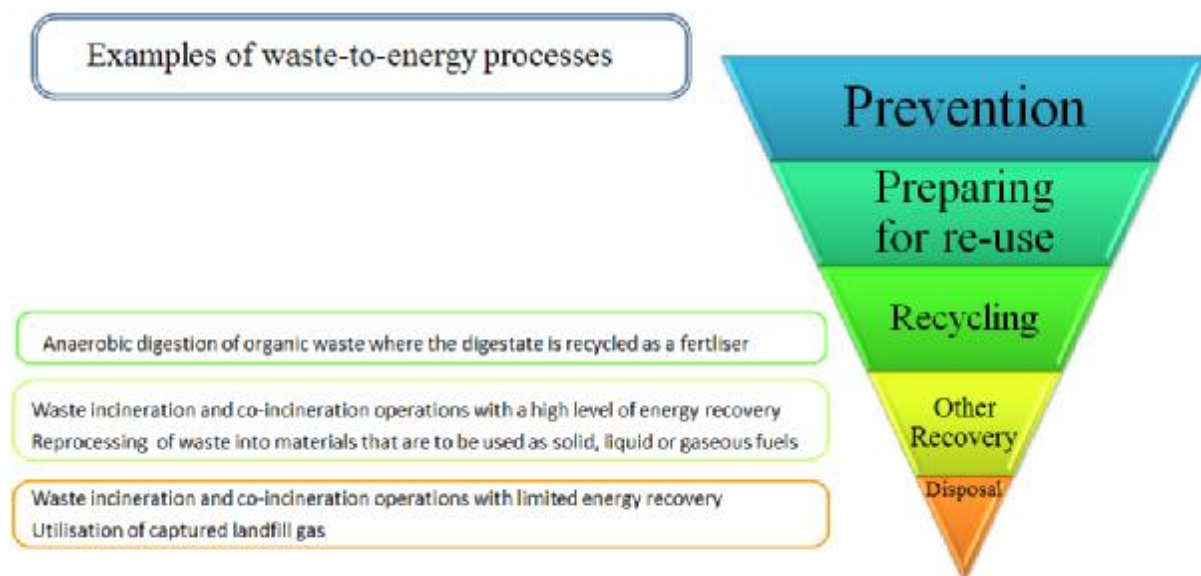 Examples of waste-to-energy processes
Prevention
Preparing
for re-use
Recycling
Anaerobic digestion of organic waste where the digestate is recycled as a fertliser
Waste incineration and co-incineration operations with a high level of energy recovery
Reprocessing of waste into materials that are to be used as solid, liquid or gaseous fuels
Other
Recovery
Waste incineration and co-incineration operations with limited energy recovery
Utilisation of captured landfill gas
Disposal